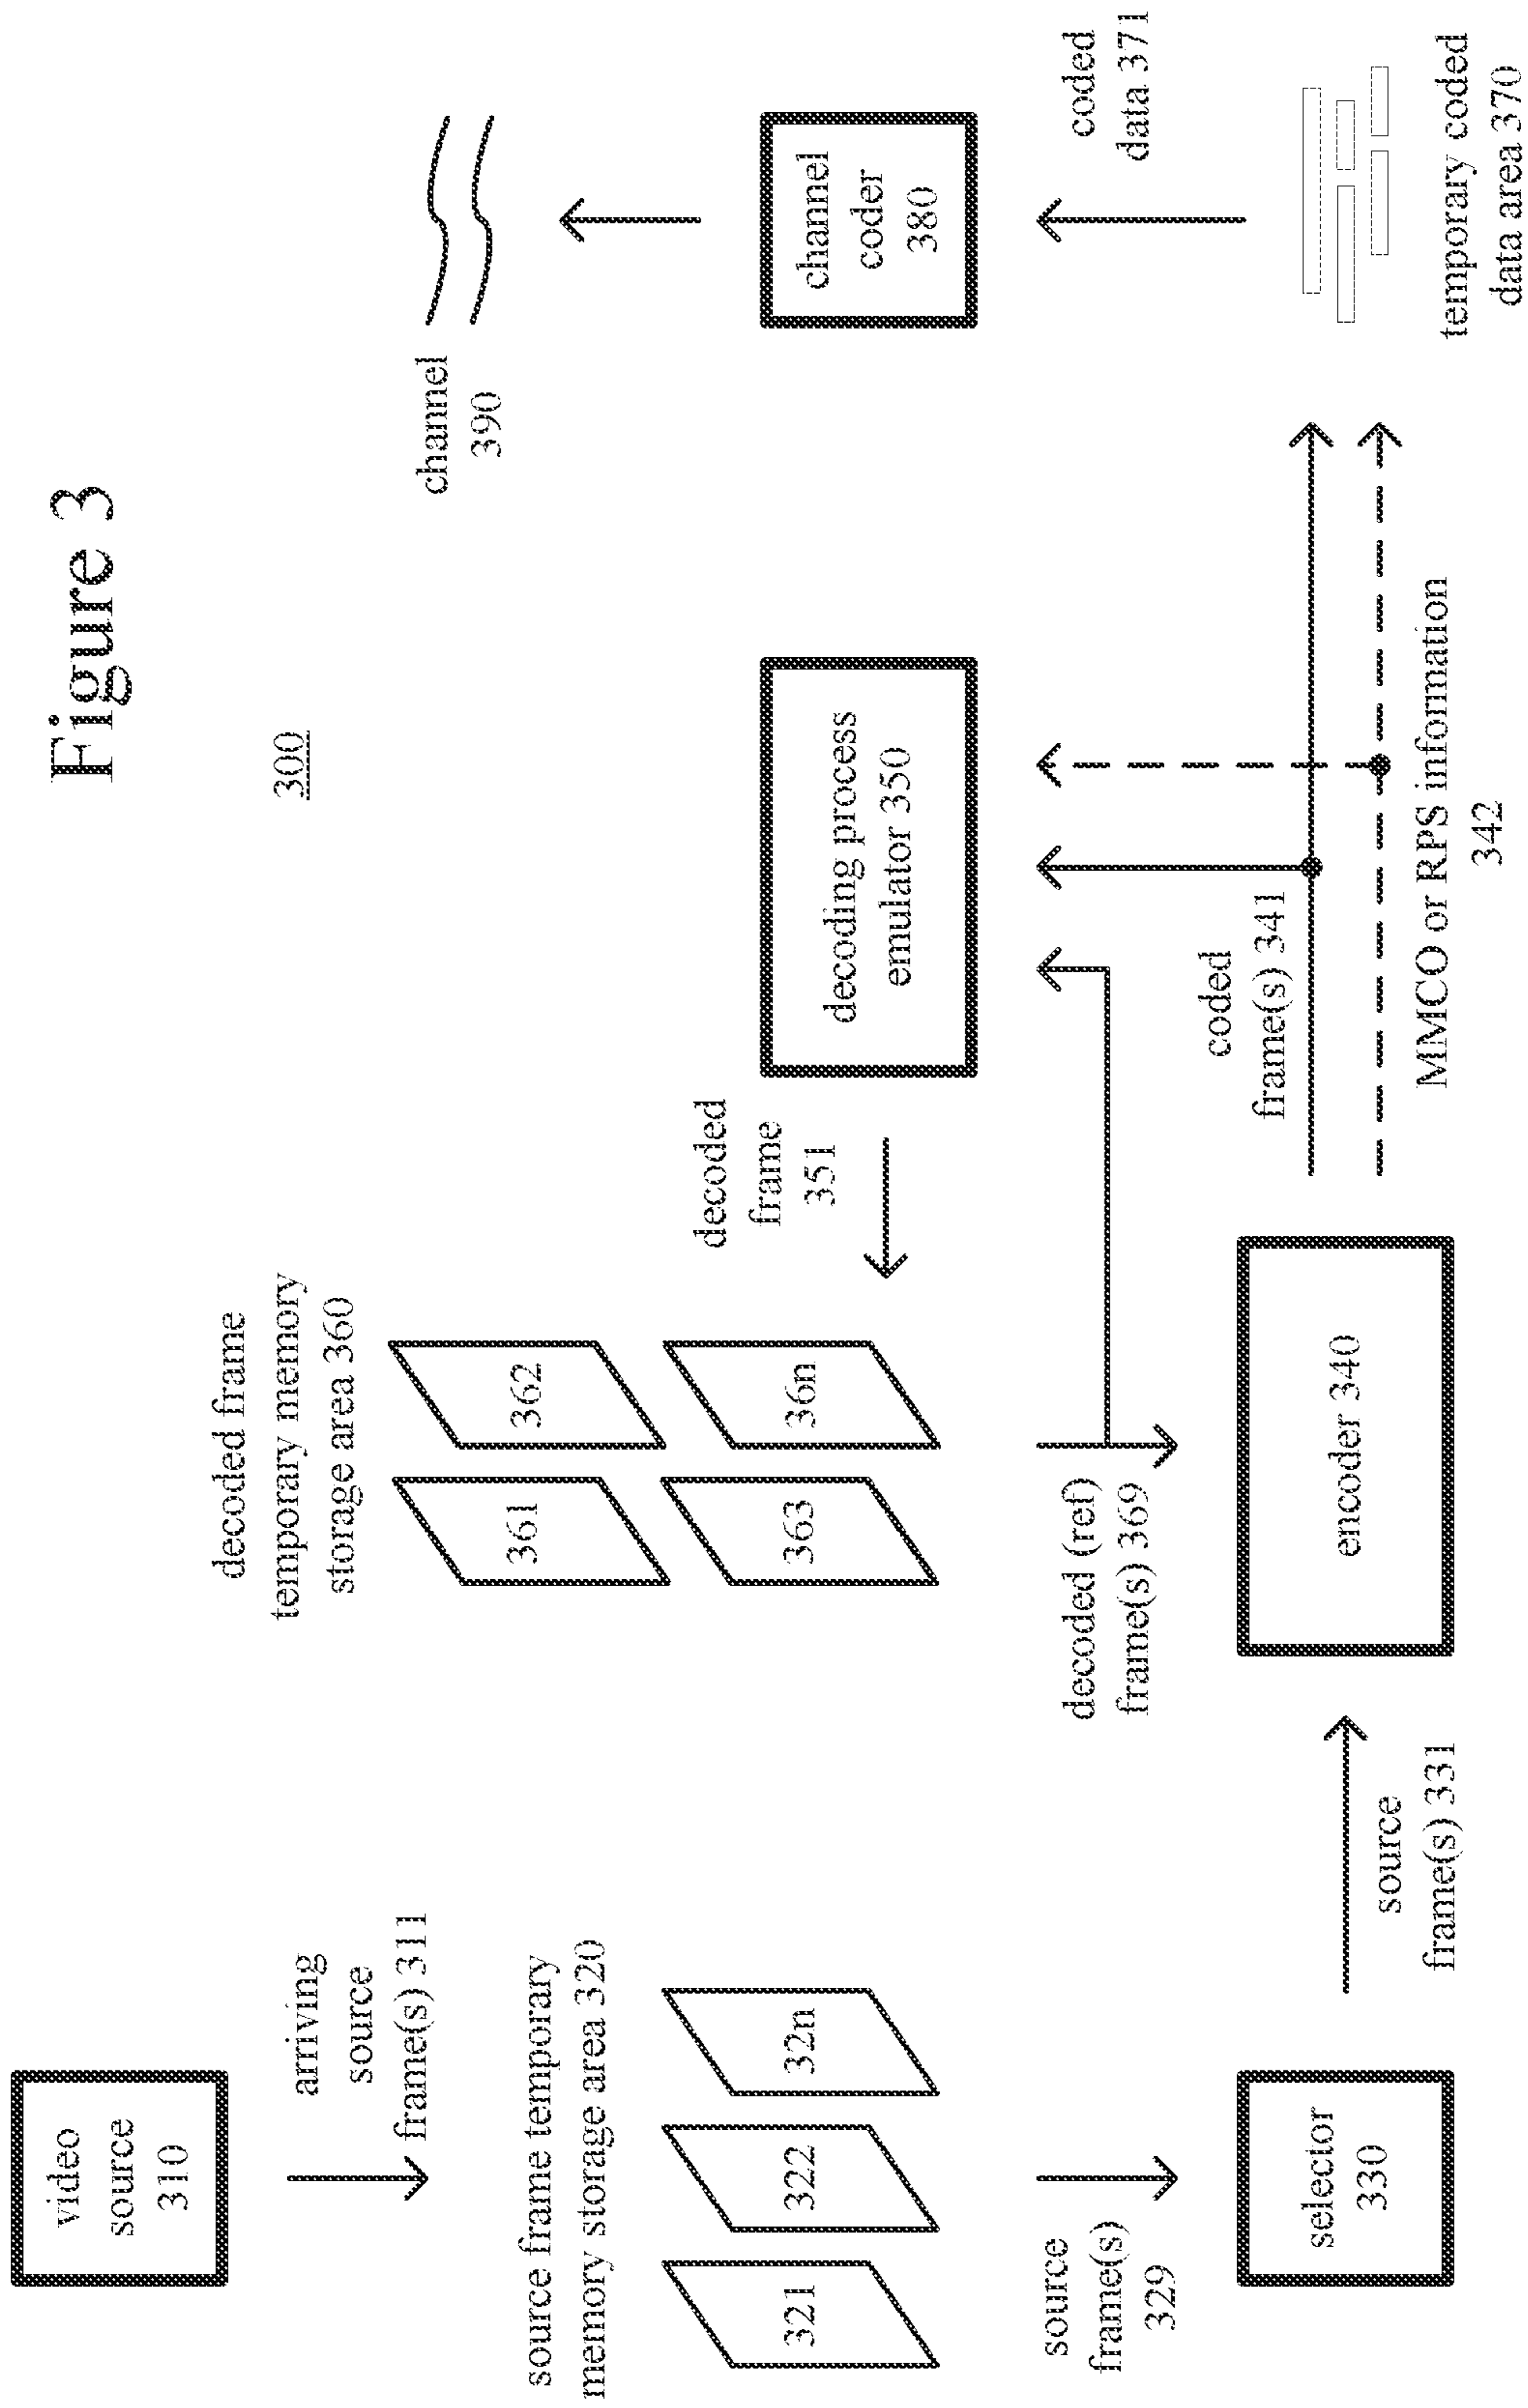 Figure 3
300
video
source
310
arriving
source
frame(s) 311
source frame temporary
memory storage area 320
321
322
32n
source
frame(s)
329
selector
330
source
frame(s) 331
decoded frame
temporary memory
storage area 360
361
362
363
36n
decoded (ref)
frame(s) 369
encoder 340
decoded
frame
351
decoding process
emulator 350
coded
frame(s) 341
MMCO or RPS information
342
channel
390
channel
coder
380
coded
data 371
temporary coded
data area 370